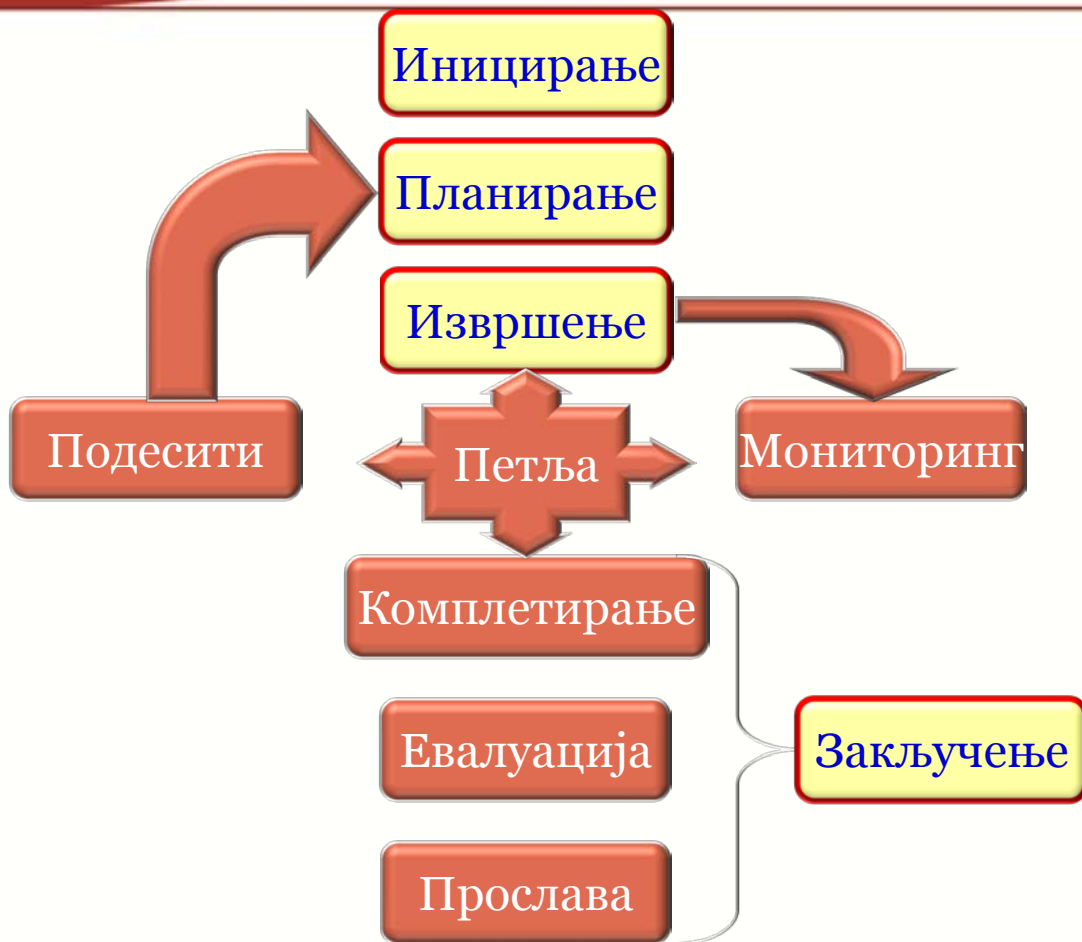 Иницирање
Планирање
Извршење
Подесити
Петља
Мониторинг
Комплетирање
Евалуација
Закључење
Прослава